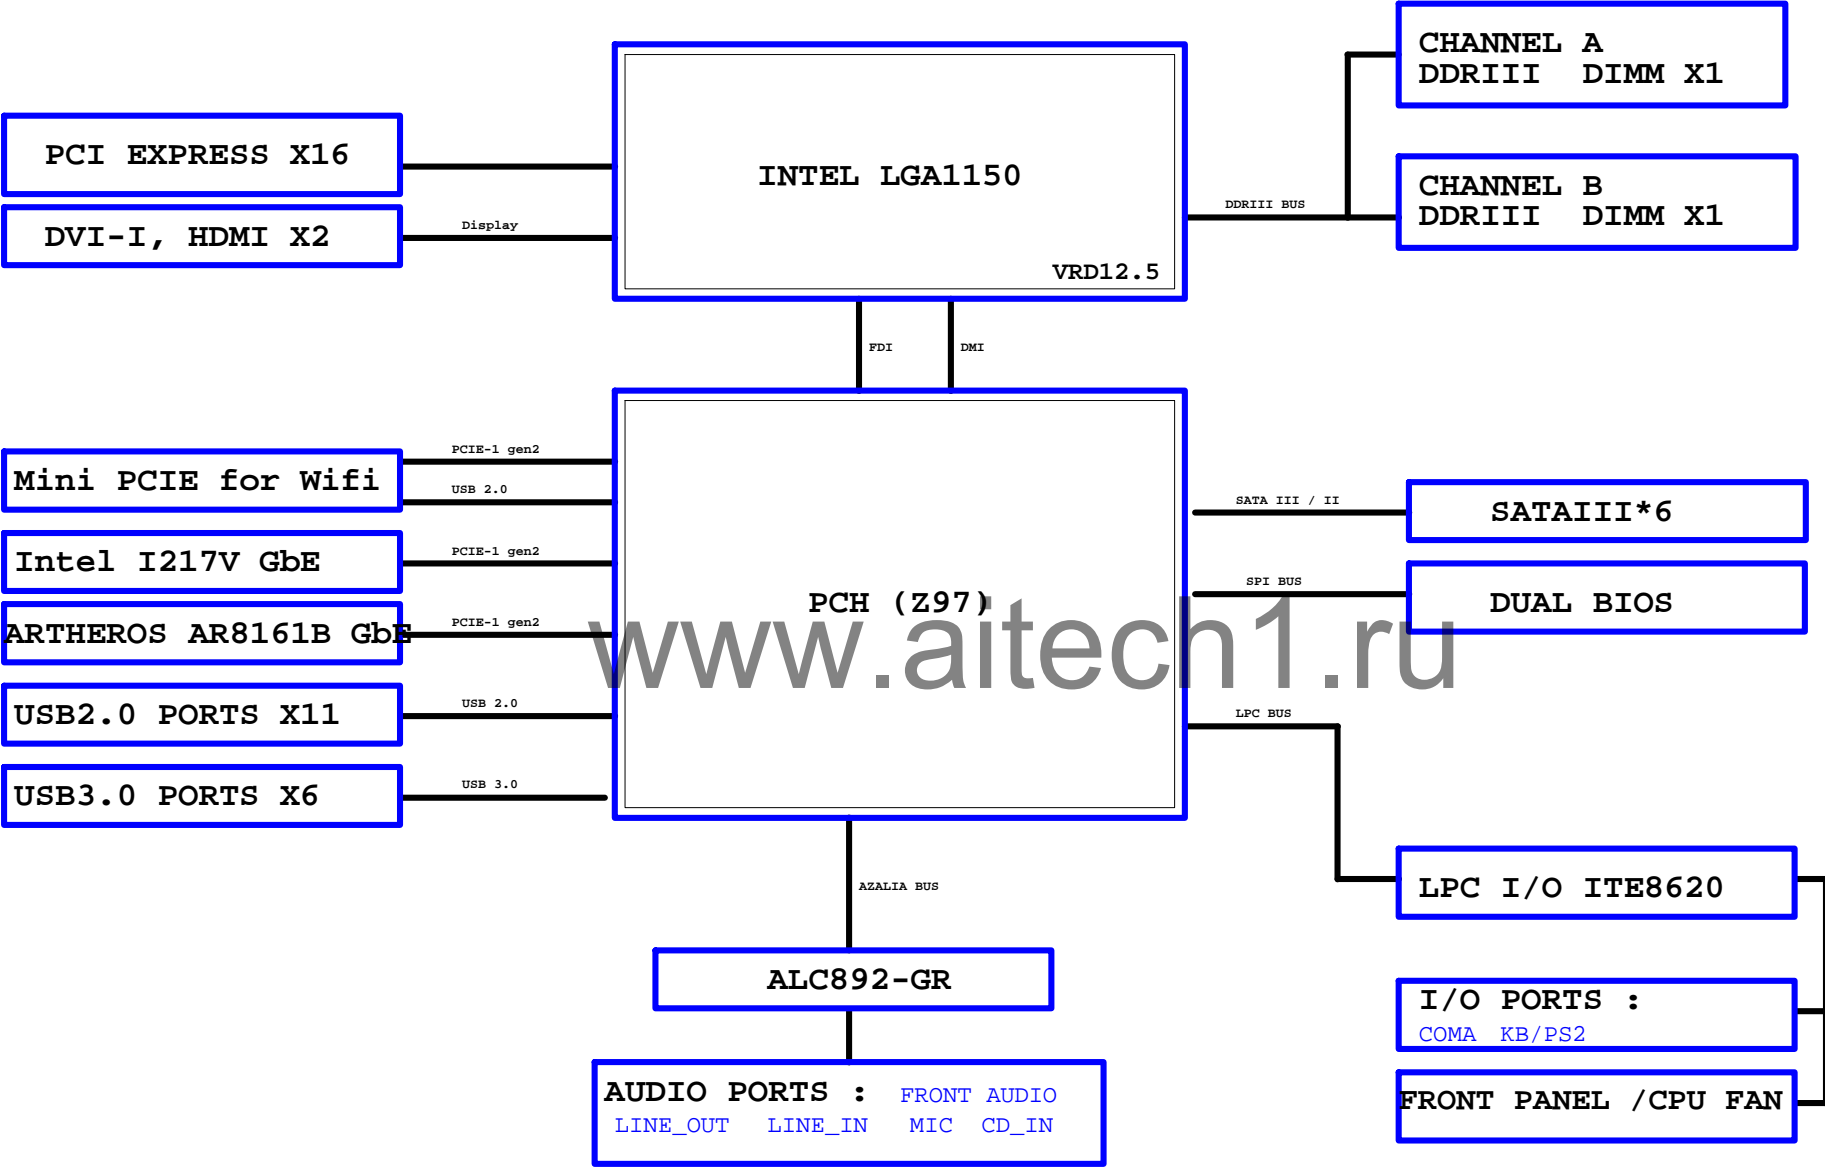 CHANNEL A
DDRIII DIMM X1
PCI EXPRESS X16
INTEL LGA1150
CHANNEL B
DDRIII DIMM X1
DDRIII BUS
DVI-I, HDMI X2
Display
VRD12.5
FDI
DMI
Mini PCIE for Wifi
PCIE-1 gen2
USB 2.0
SATA III / II
SATAIII*6
Intel I217V GbE
PCIE-1 gen2
SPI BUS
DUAL BIOS
PCH (Z97)
ARTHEROS AR8161B GbE
PCIE-1 gen2
www.aitech1.ru
USB2.0 PORTS X11
USB 2.0
LPC BUS
USB3.0 PORTS X6
USB 3.0
AZALIA BUS
LPC I/O ITE8620
ALC892-GR
I/O PORTS :
COMA KB/PS2
AUDIO PORTS : FRONT AUDIO
LINE_OUT LINE_IN MIC CD_IN
FRONT PANEL /CPU FAN